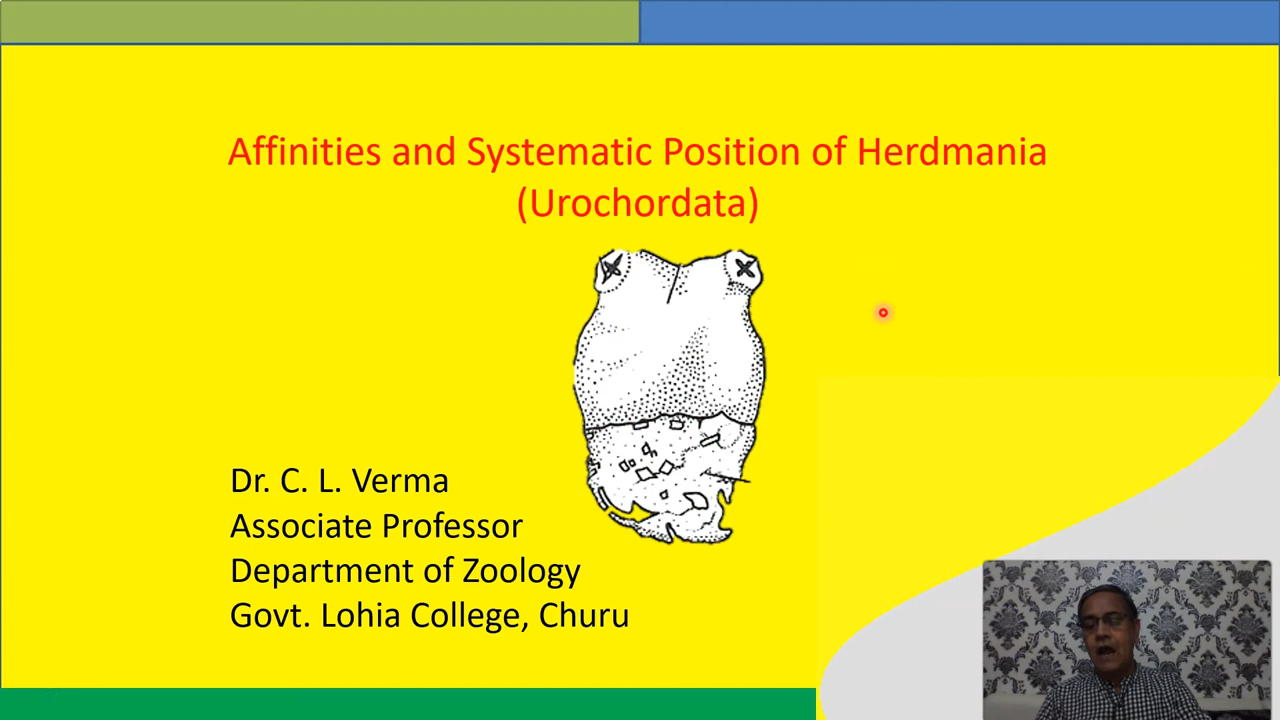 Affinities and Systematic Position of Herdmania
(Urochordata)
Dr. C. L. Verma
Associate Professor
Department of Zoology
Govt. Lohia College, Churu